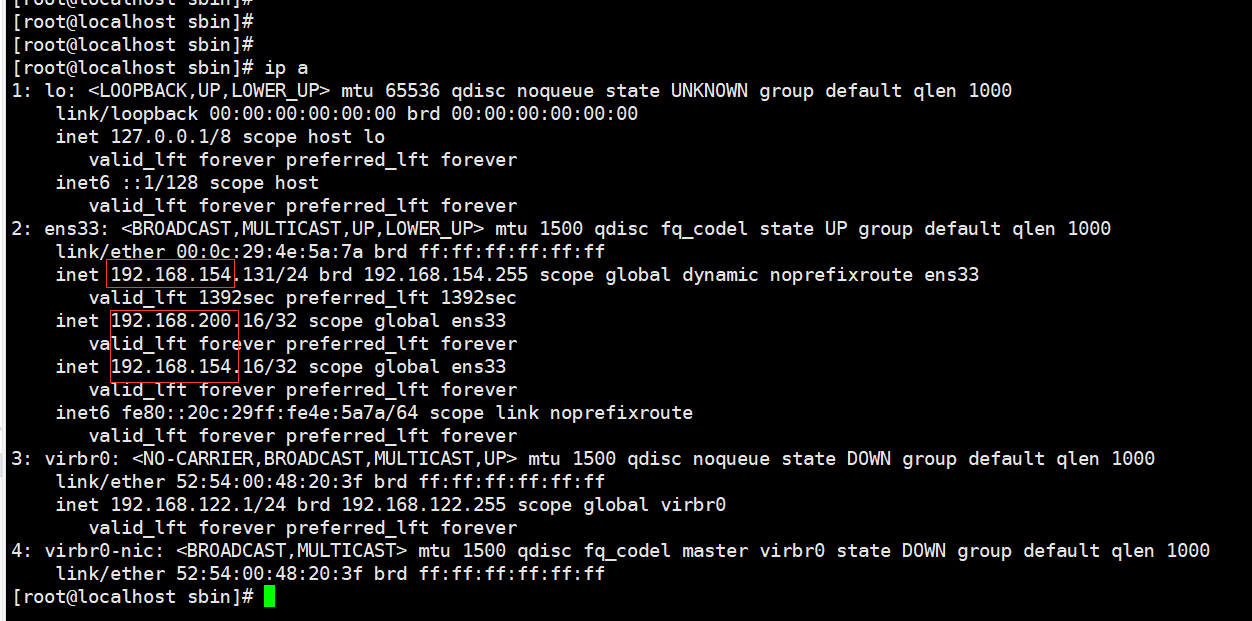 [root@localhost sbin]#
[root@localhost sbin]#
[root@localhost sbin]#
[root@localhost sbin]# ip a
1: lo: <LOOPBACK,UP,LOWER_UP> mtu 65536 qdisc noqueue state UNKNOWN group default qlen 1000
    link/loopback 00:00:00:00:00:00 brd 00:00:00:00:00:00
    inet 127.0.0.1/8 scope host lo
       valid_lft forever preferred_lft forever
    inet6 ::1/128 scope host
       valid_lft forever preferred_lft forever
2: ens33: <BROADCAST,MULTICAST,UP,LOWER_UP> mtu 1500 qdisc fq_codel state UP group default qlen 1000
    link/ether 00:0c:29:4e:5a:7a brd ff:ff:ff:ff:ff:ff
    inet 192.168.154.131/24 brd 192.168.154.255 scope global dynamic noprefixroute ens33
       valid_lft 1392sec preferred_lft 1392sec
    inet 192.168.200.16/32 scope global ens33
       valid_lft forever preferred_lft forever
    inet 192.168.154.16/32 scope global ens33
       valid_lft forever preferred_lft forever
    inet6 fe80::20c:29ff:fe4e:5a7a/64 scope link noprefixroute
       valid_lft forever preferred_lft forever
3: virbr0: <NO-CARRIER,BROADCAST,MULTICAST,UP> mtu 1500 qdisc noqueue state DOWN group default qlen 1000
    link/ether 52:54:00:48:20:3f brd ff:ff:ff:ff:ff:ff
    inet 192.168.122.1/24 brd 192.168.122.255 scope global virbr0
       valid_lft forever preferred_lft forever
4: virbr0-nic: <BROADCAST,MULTICAST> mtu 1500 qdisc fq_codel master virbr0 state DOWN group default qlen 1000
    link/ether 52:54:00:48:20:3f brd ff:ff:ff:ff:ff:ff
[root@localhost sbin]#